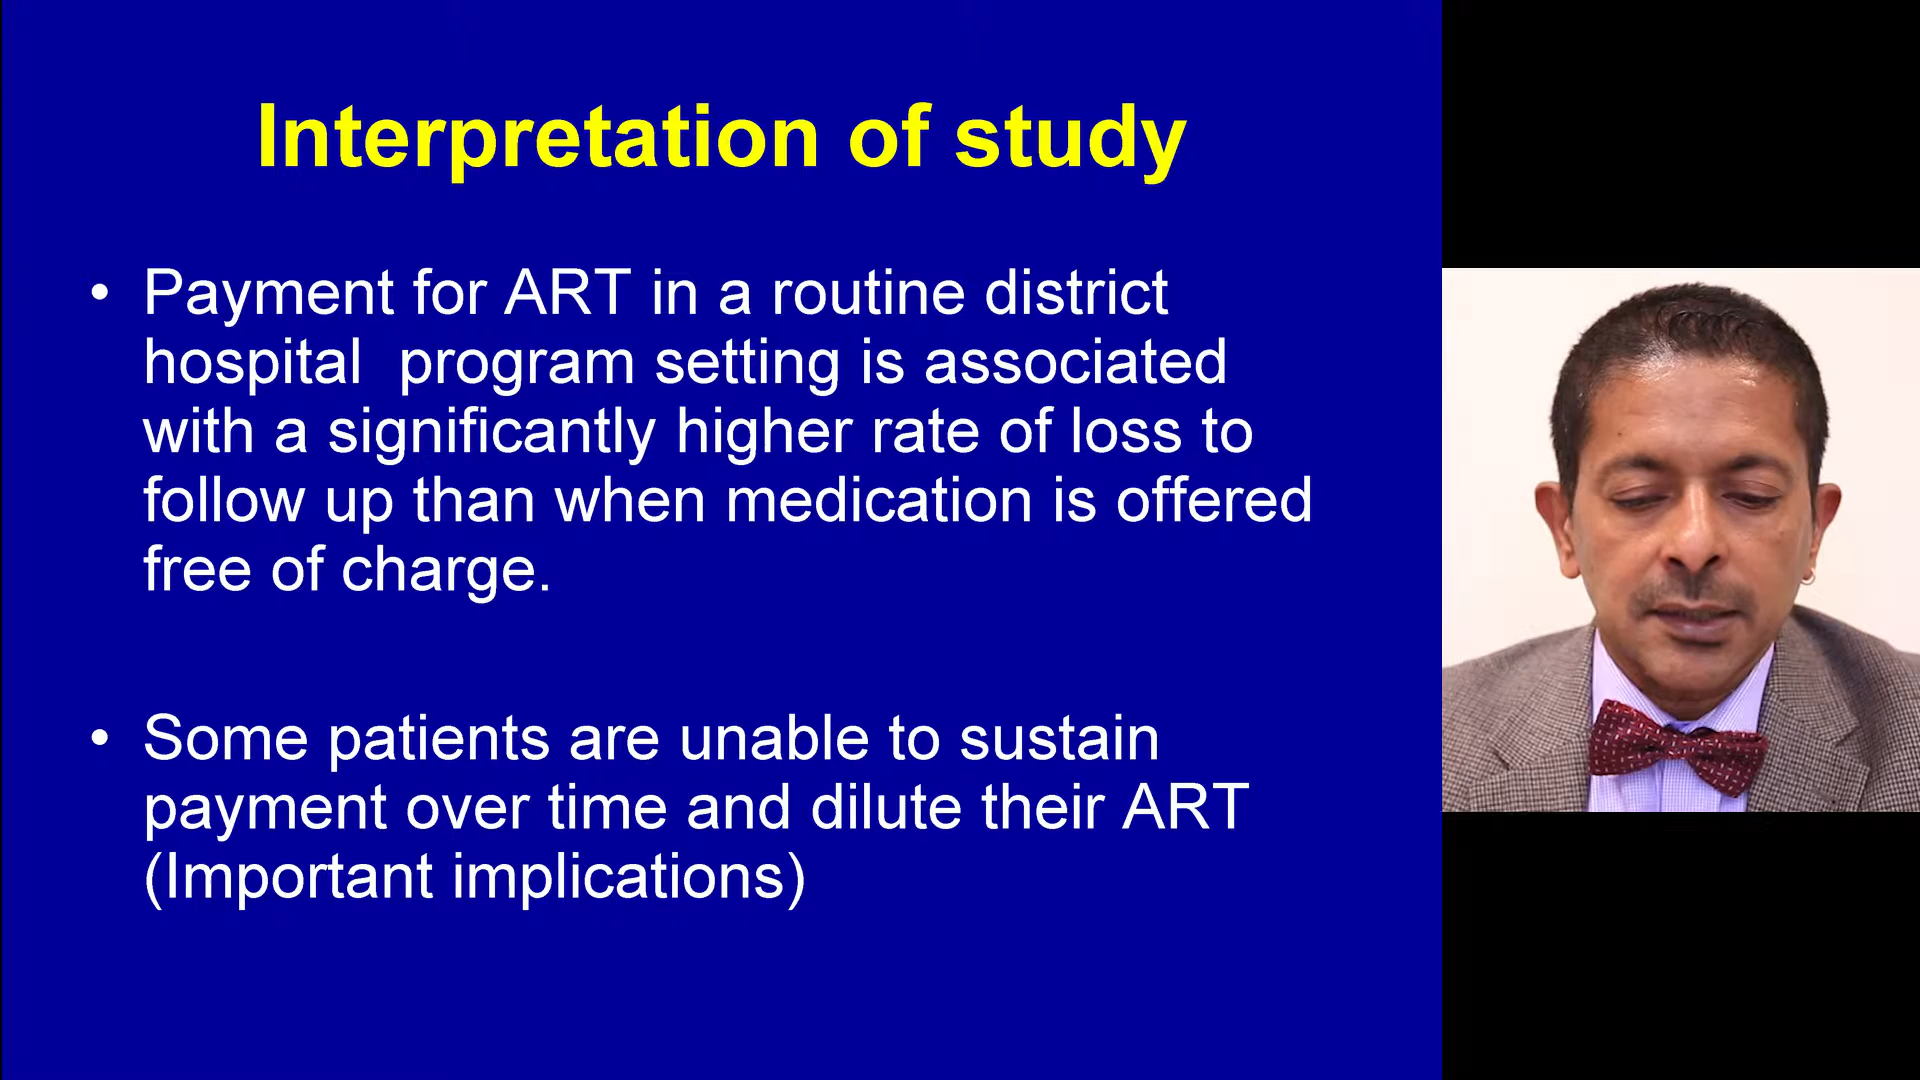 Interpretation of study
• Payment for ART in a routine district
hospital  program setting is associated
with a significantly higher rate of loss to
follow up than when medication is offered
free of charge.
• Some patients are unable to sustain
payment over time and dilute their ART
(Important implications)